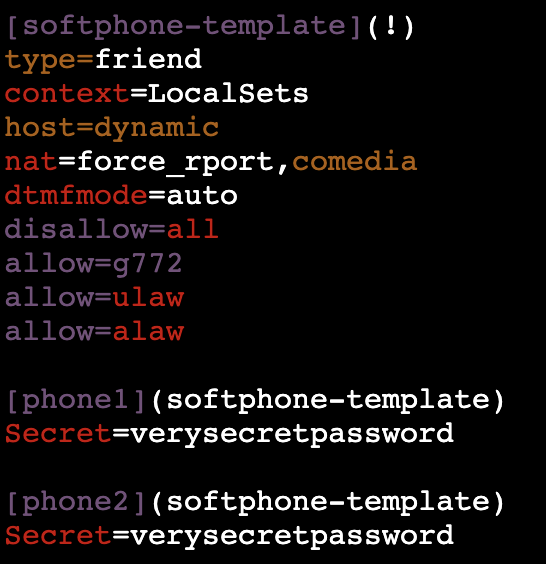 [softphone-template](!)
type=friend
context=LocalSets
host=dynamic
nat=force_rport,comedia
dtmfmode=auto
disallow=all
allow=g772
allow=ulaw
allow=alaw
[phone1](softphone-template)
Secret=verysecretpassword
[phone2](softphone-template)
Secret=verysecretpassword